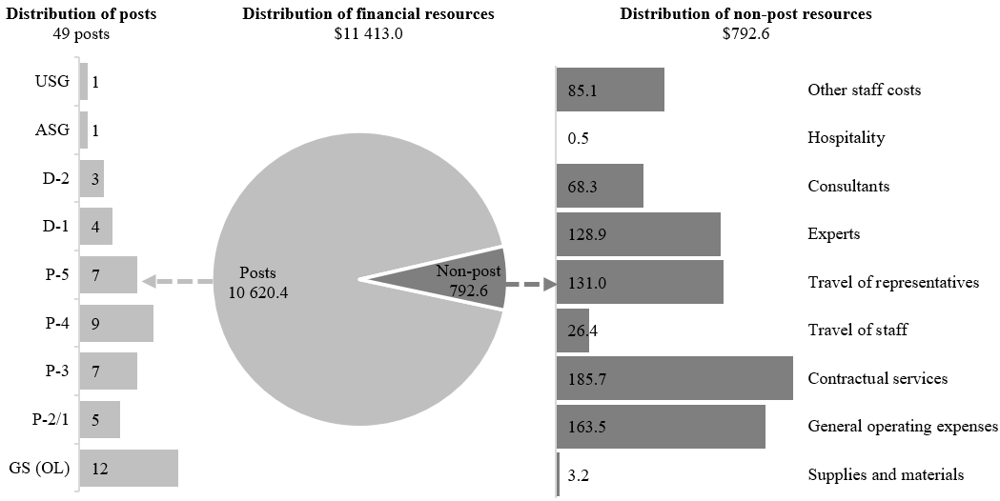 Distribution of posts
49 posts
USG
1
ASG
1
D-2
3
D-1
4
P-5
7
P-4
9
P-3
7
P-2/1
5
GS (OL)
12
Distribution of financial resources
$11 413.0
Posts
10 620.4
Non-post
792.6
Distribution of non-post resources
$792.6
85.1
Other staff costs
0.5
Hospitality
68.3
Consultants
128.9
Experts
131.0
Travel of representatives
26.4
Travel of staff
185.7
Contractual services
163.5
General operating expenses
3.2
Supplies and materials